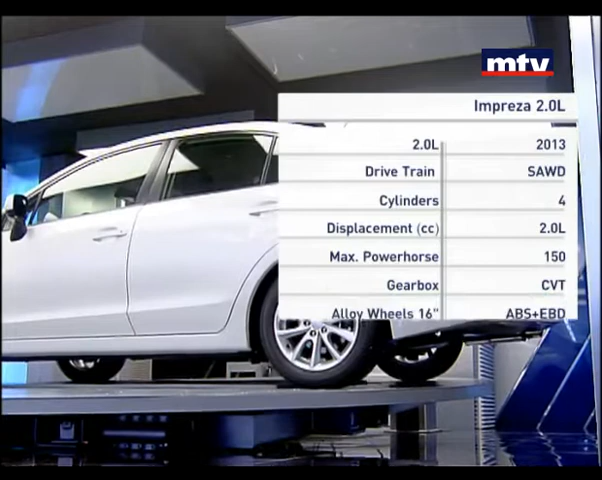 mtv
Impreza 2.0L
2.0L 2013
Drive Train SAWD
Cylinders 4
Displacement (cc) 2.0L
Max. Powerhorse 150
Gearbox CVT
Alloy Wheels 16" ABS+EBD